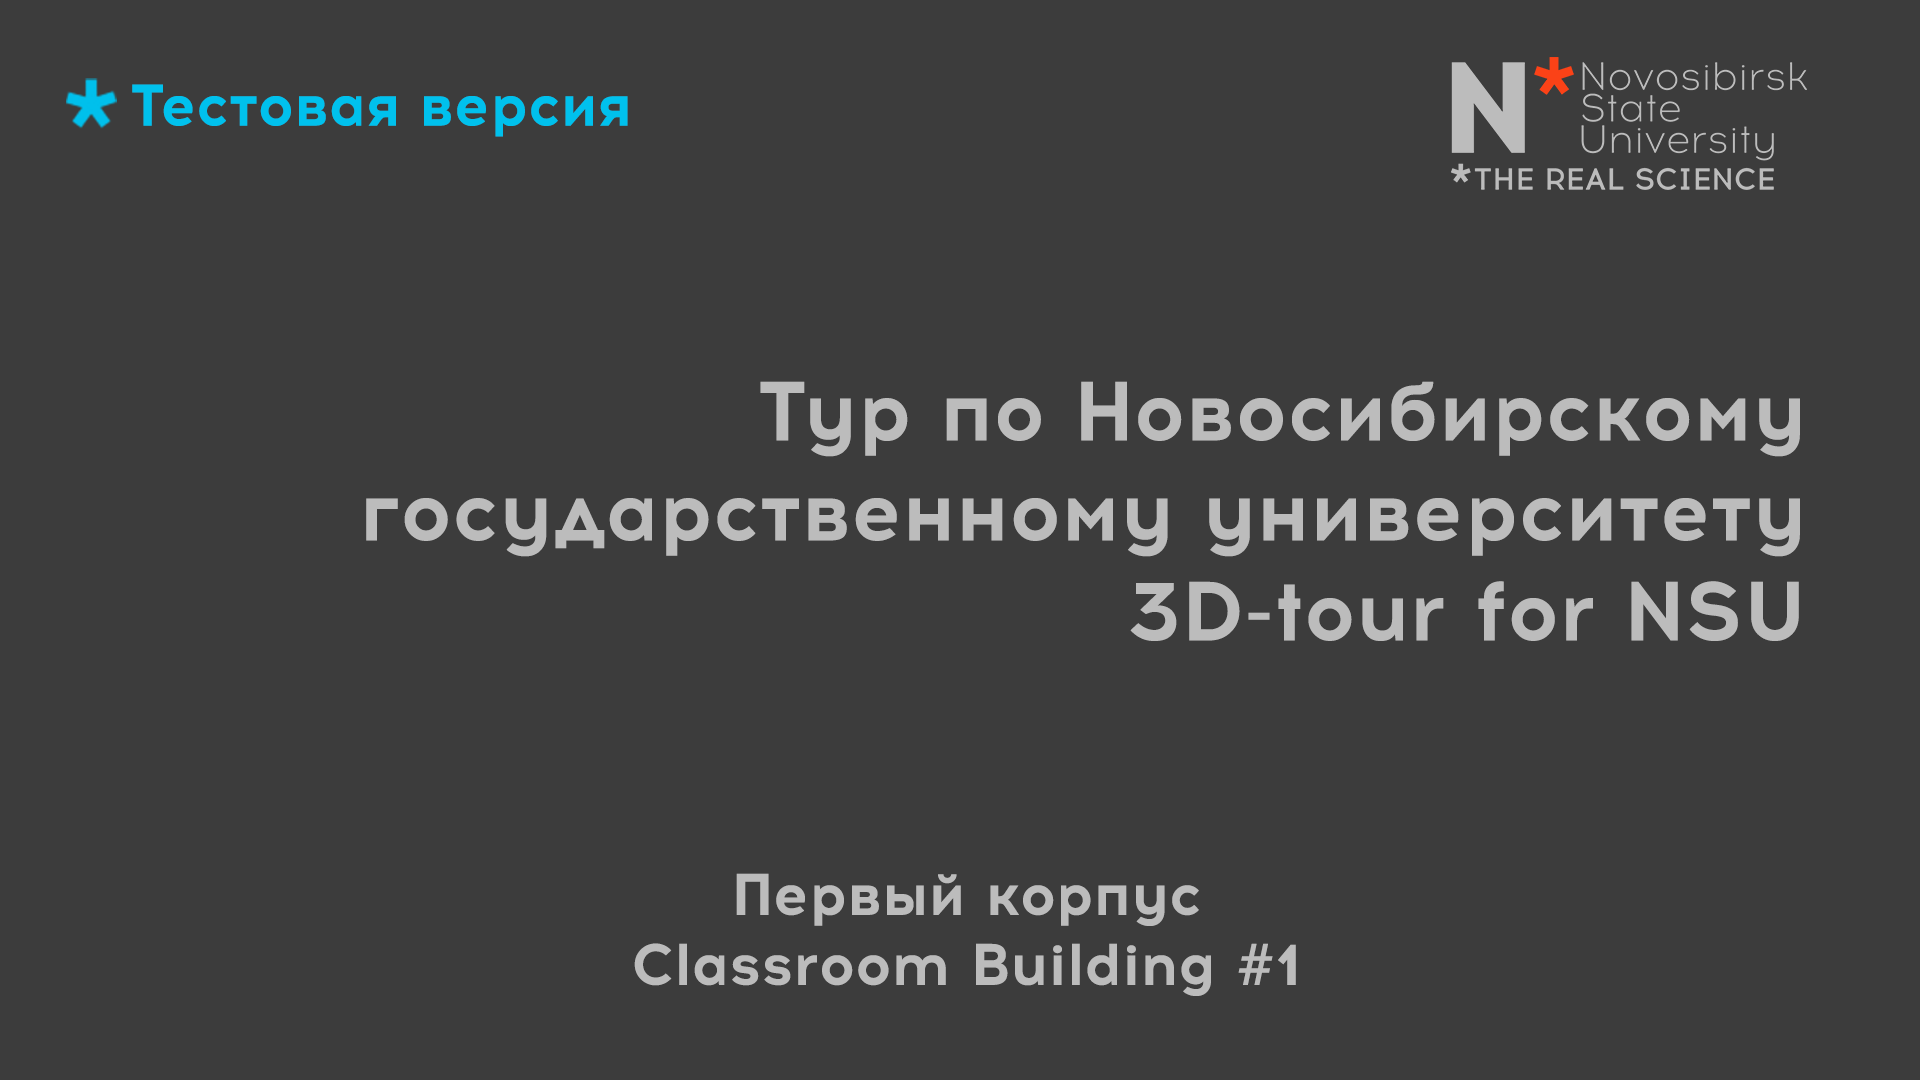 *Тестовая версия
N*Novosibirsk
State
University
*THE REAL SCIENCE
Тур по Новосибирскому
государственному университету
3D-tour for NSU
Первый корпус
Classroom Building #1